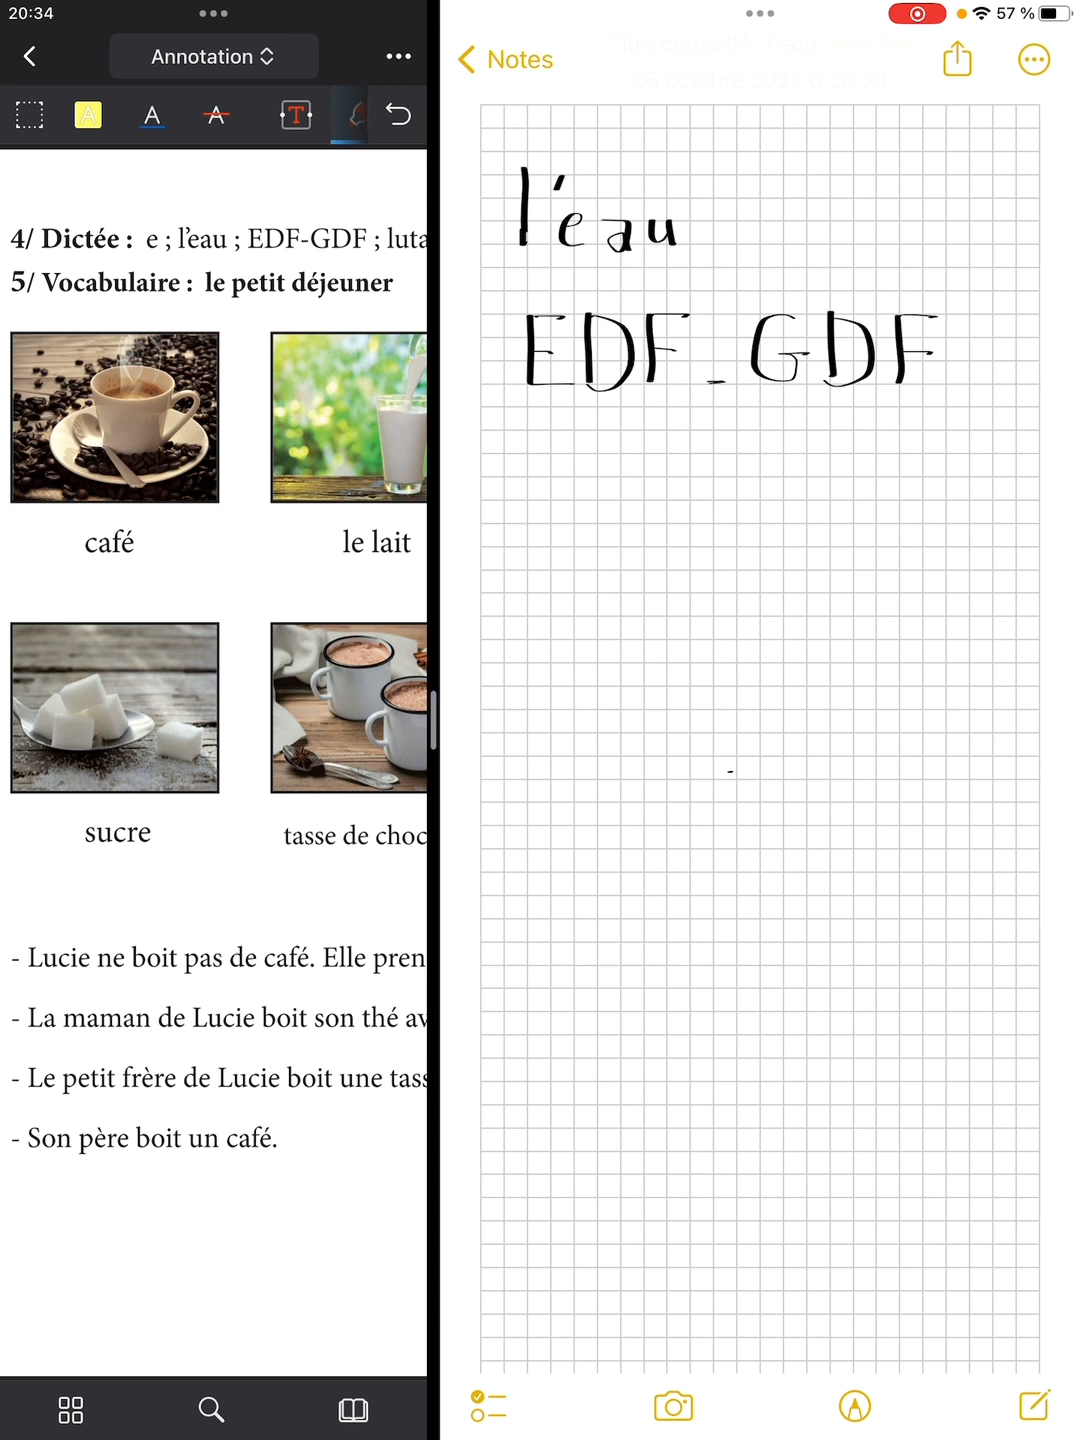 20:34
Annotation
A A A T
4/ Dictée : e ; l'eau ; EDF-GDF ; luta
5/ Vocabulaire : le petit déjeuner
café
le lait
sucre
tasse de choc
- Lucie ne boit pas de café. Elle pren
- La maman de Lucie boit son thé av
- Le petit frère de Lucie boit une tass
- Son père boit un café.
57 %
Notes
l'eau
EDF-GDF